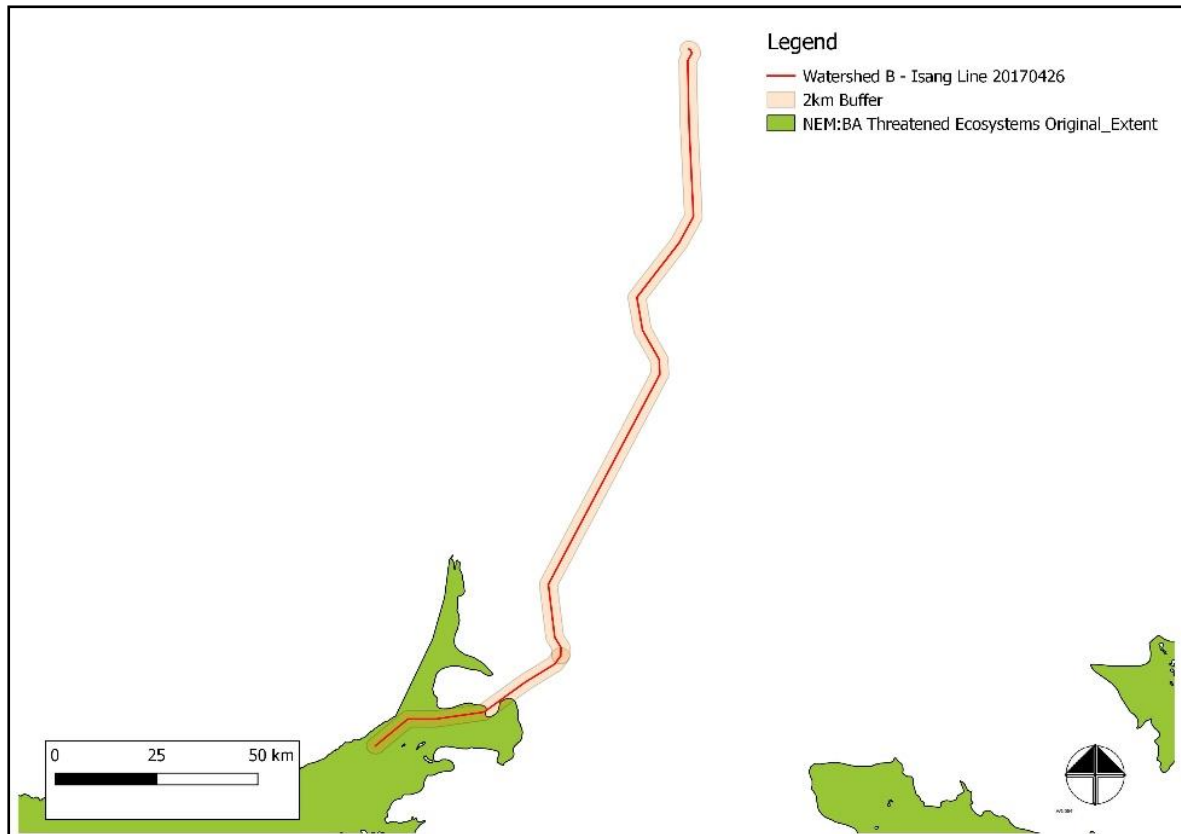 Legend
Watershed B - Isang Line 20170426
2km Buffer
NEM:BA Threatened Ecosystems Original_Extent
0 25 50 km